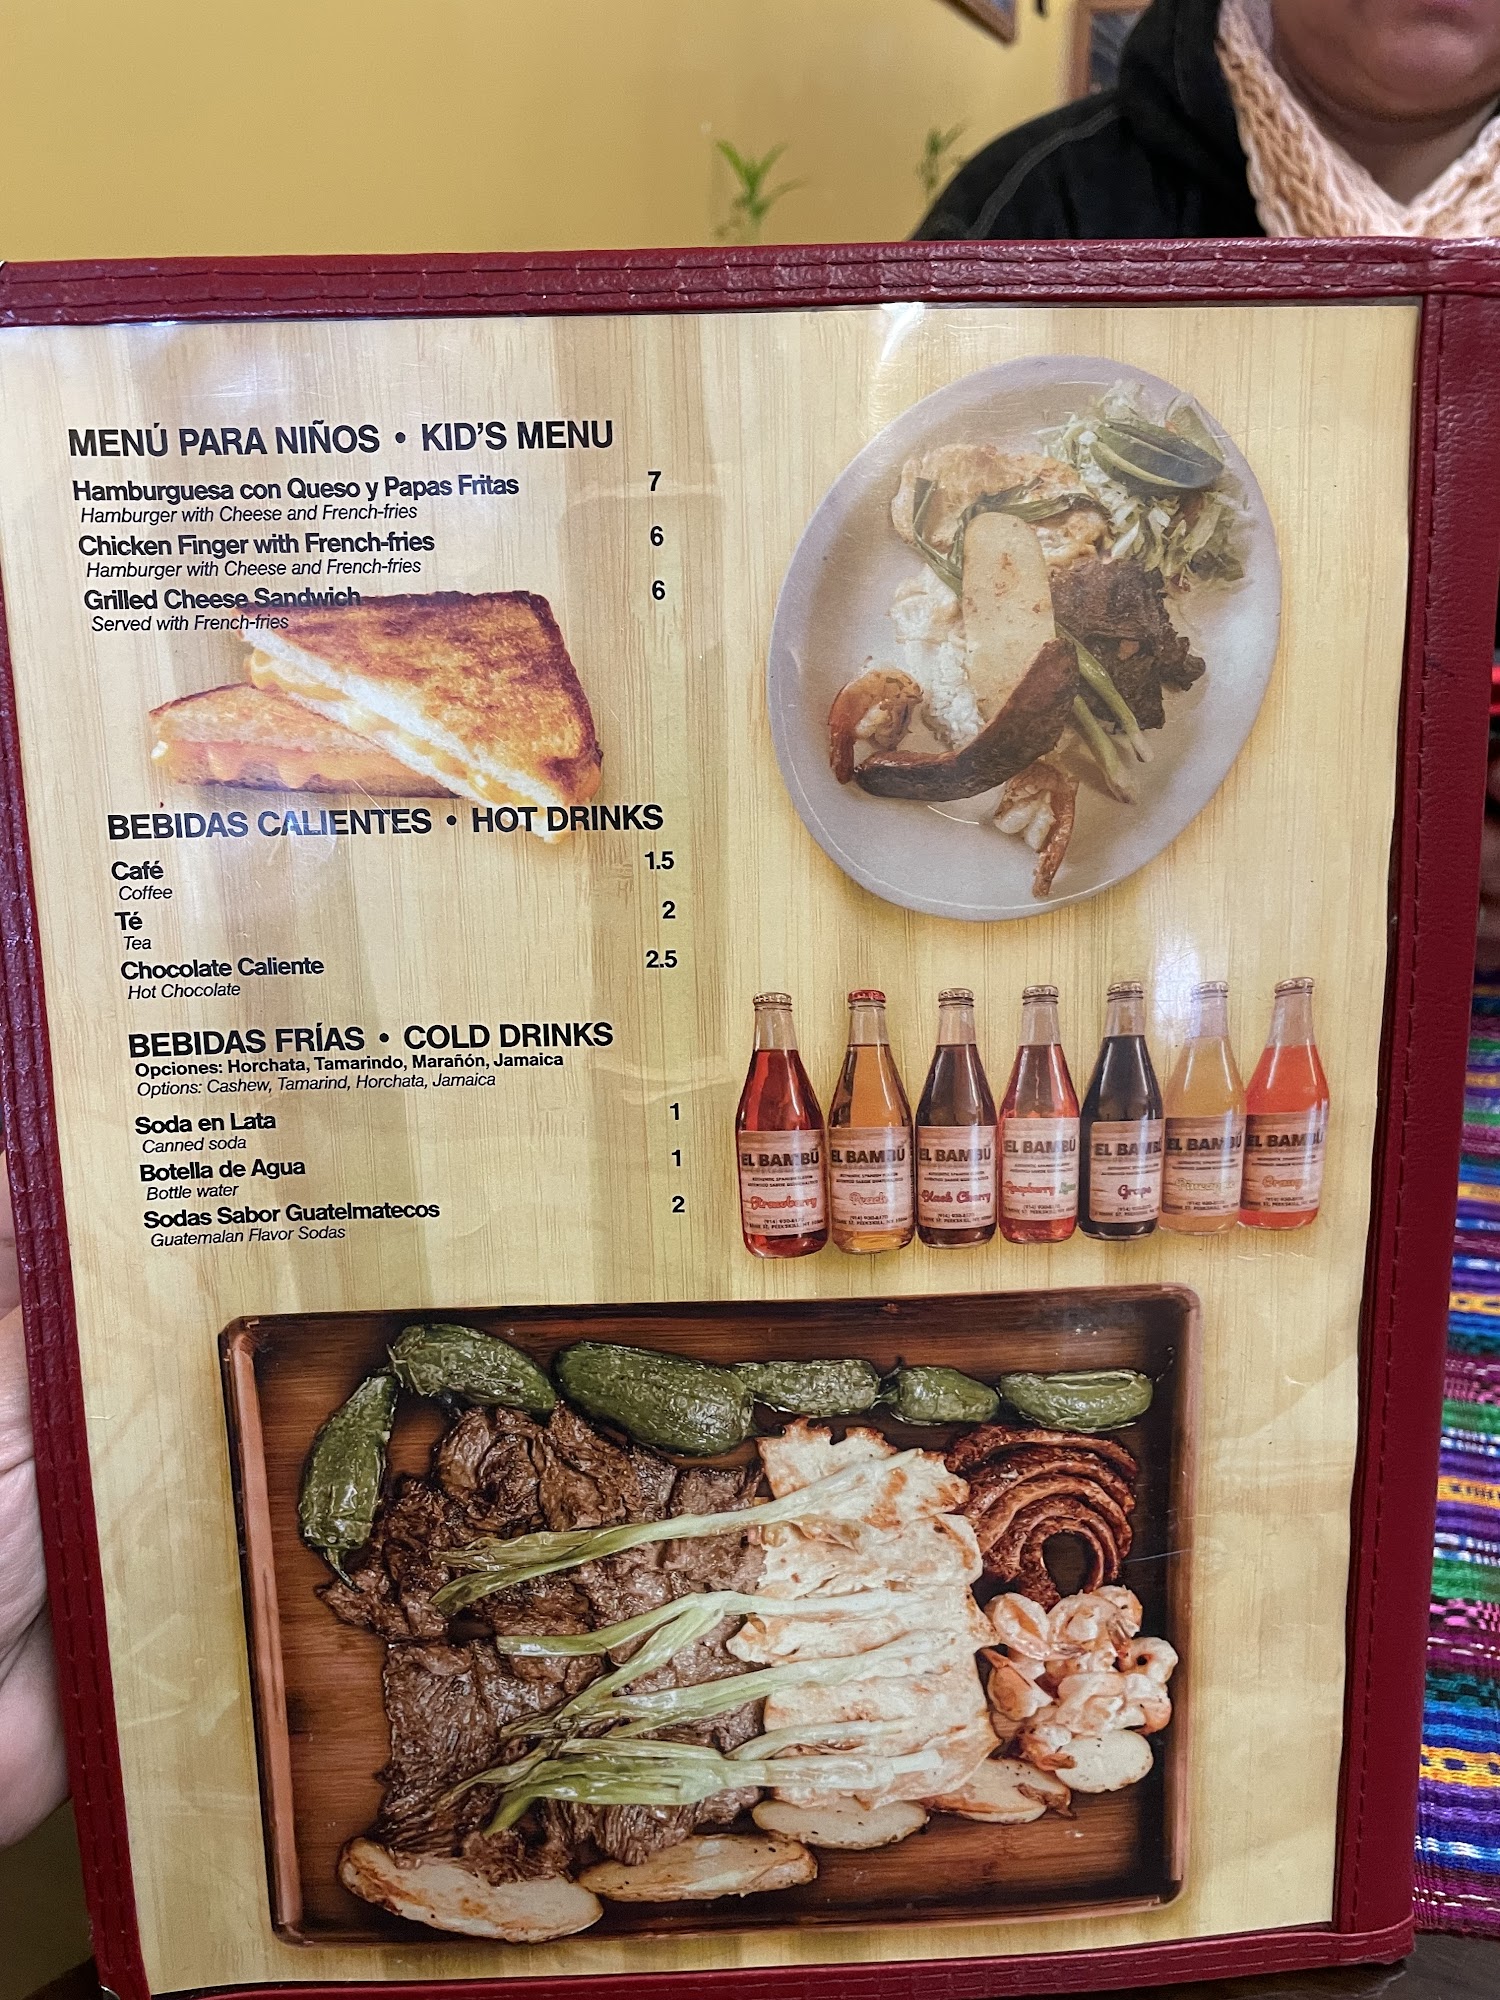 MENÚ PARA NIÑOS • KID'S MENU
Hamburguesa con Queso y Papas Fritas 7
Hamburger with Cheese and French-fries
Chicken Finger with French-fries 6
Hamburger with Cheese and French-fries
Grilled Cheese Sandwich 6
Served with French-fries
BEBIDAS CALIENTES • HOT DRINKS
Café 1.5
Coffee
Té 2
Tea
Chocolate Caliente 2.5
Hot Chocolate
BEBIDAS FRÍAS • COLD DRINKS
Opciones: Horchata, Tamarindo, Marañón, Jamaica
Options: Cashew, Tamarind, Horchata, Jamaica
Soda en Lata 1
Canned soda
Botella de Agua 1
Bottle water
Sodas Sabor Guatelmatecos 2
Guatemalan Flavor Sodas
EL BAMBÚ
Strawberry
EL BAMBÚ
Peach
EL BAMBÚ
Black Cherry
EL BAMBÚ
Raspberry
EL BAMBÚ
Grape
EL BAMBÚ
EL BAMBÚ
Orange